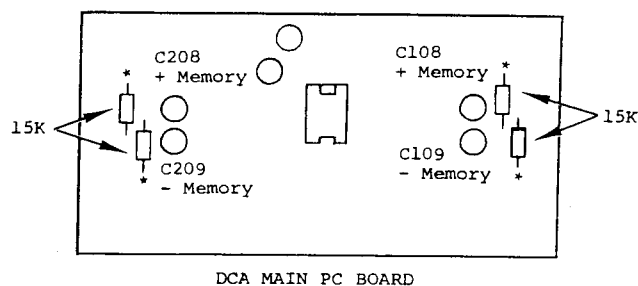 C208
+ Memory
C108
+ Memory
*
*
15K
15K
C209
- Memory
C109
- Memory
*
*
DCA MAIN PC BOARD